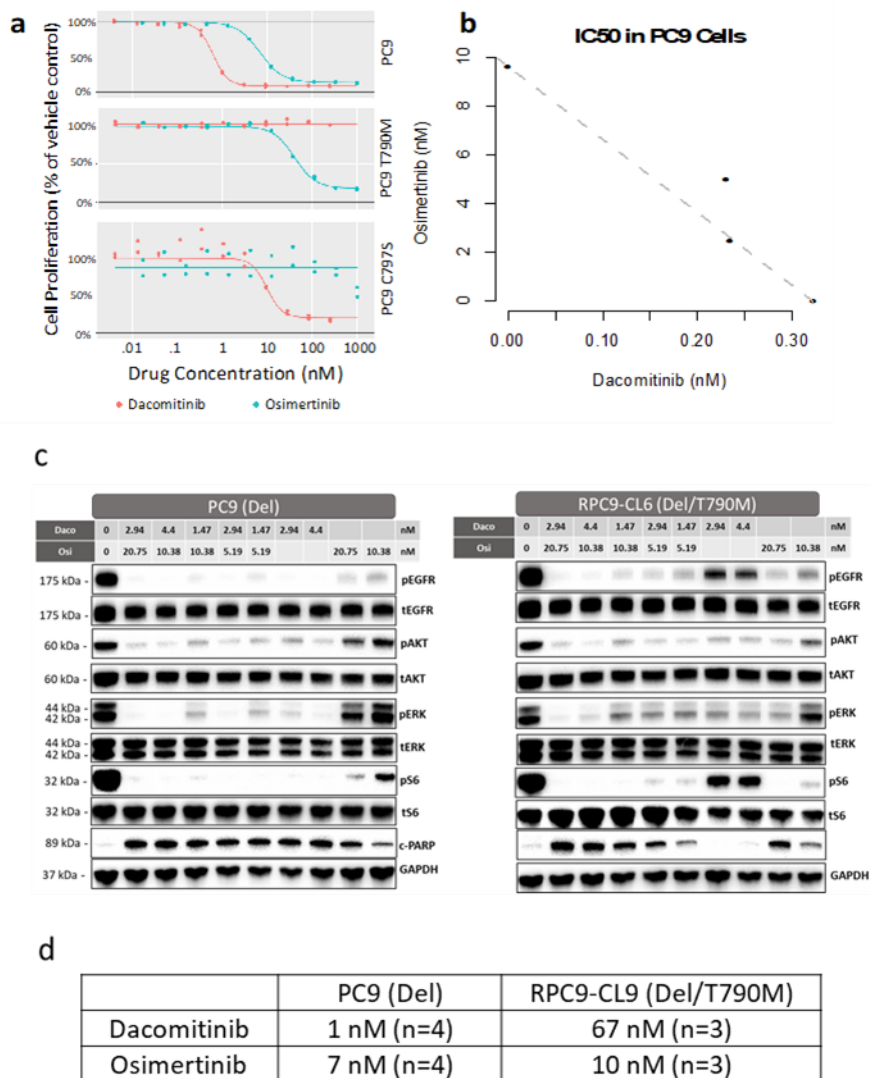 a
Cell Proliferation (% of vehicle control)
100%
50%
0%
PC9
100%
50%
0%
PC9 T790M
100%
50%
0%
PC9 C797S
.01 .1 1 10 100 1000
Drug Concentration (nM)
Dacomitinib Osimertinib
b
IC50 in PC9 Cells
Osimertinib (nM)
10
8
6
4
2
0
0.00 0.10 0.20 0.30
Dacomitinib (nM)
c
PC9 (Del)
Daco 0 2.94 4.4 1.47 2.94 1.47 2.94 4.4 nM
Osi 0 20.75 10.38 10.38 5.19 5.19 20.75 10.38 nM
175 kDa - pEGFR
175 kDa - tEGFR
60 kDa - pAKT
60 kDa - tAKT
44 kDa -
42 kDa - pERK
44 kDa - tERK
42 kDa -
32 kDa - pS6
32 kDa - tS6
89 kDa - c-PARP
37 kDa - GAPDH
RPC9-CL6 (Del/T790M)
Daco 0 2.94 4.4 1.47 2.94 1.47 2.94 4.4 nM
Osi 0 20.75 10.38 10.38 5.19 5.19 20.75 10.38 nM
pEGFR
tEGFR
pAKT
tAKT
pERK
tERK
pS6
tS6
GAPDH
d
PC9 (Del) RPC9-CL9 (Del/T790M)
Dacomitinib 1 nM (n=4) 67 nM (n=3)
Osimertinib 7 nM (n=4) 10 nM (n=3)